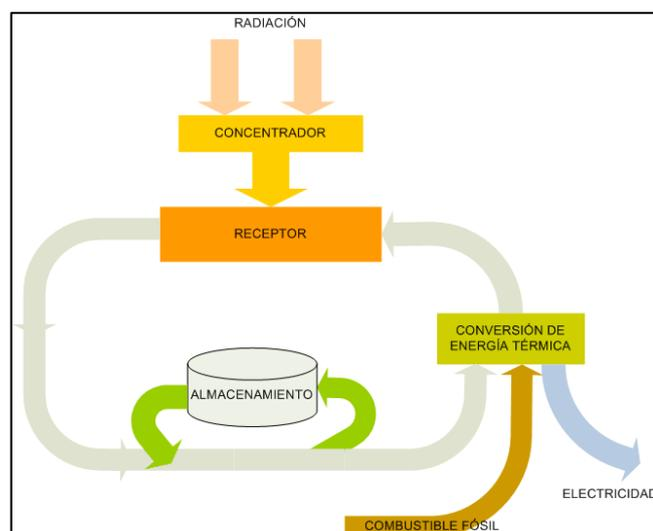 RADIACIÓN
CONCENTRADOR
RECEPTOR
CONVERSIÓN DE
ENERGÍA TÉRMICA
ALMACENAMIENTO
ELECTRICIDAD
COMBUSTIBLE FÓSIL